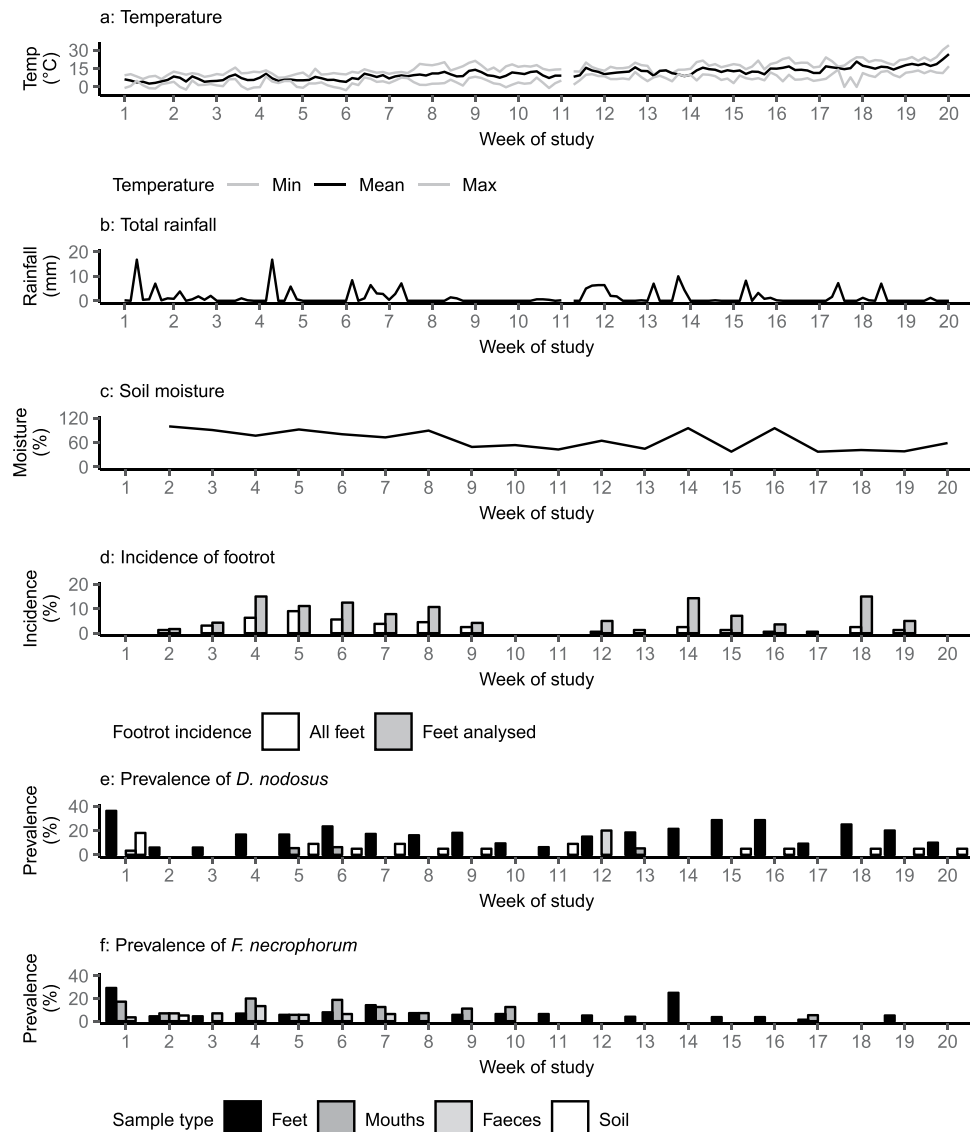 a: Temperature
Temp
(°C)
30
15
0
1 2 3 4 5 6 7 8 9 10 11 12 13 14 15 16 17 18 19 20
Week of study
Temperature Min Mean Max
b: Total rainfall
Rainfall
(mm)
20
10
0
1 2 3 4 5 6 7 8 9 10 11 12 13 14 15 16 17 18 19 20
Week of study
c: Soil moisture
Moisture
(%)
120
60
0
1 2 3 4 5 6 7 8 9 10 11 12 13 14 15 16 17 18 19 20
Week of study
d: Incidence of footrot
Incidence
(%)
20
10
0
1 2 3 4 5 6 7 8 9 10 11 12 13 14 15 16 17 18 19 20
Week of study
Footrot incidence All feet Feet analysed
e: Prevalence of D. nodosus
Prevalence
(%)
40
20
0
1 2 3 4 5 6 7 8 9 10 11 12 13 14 15 16 17 18 19 20
Week of study
f: Prevalence of F. necrophorum
Prevalence
(%)
40
20
0
1 2 3 4 5 6 7 8 9 10 11 12 13 14 15 16 17 18 19 20
Week of study
Sample type Feet Mouths Faeces Soil